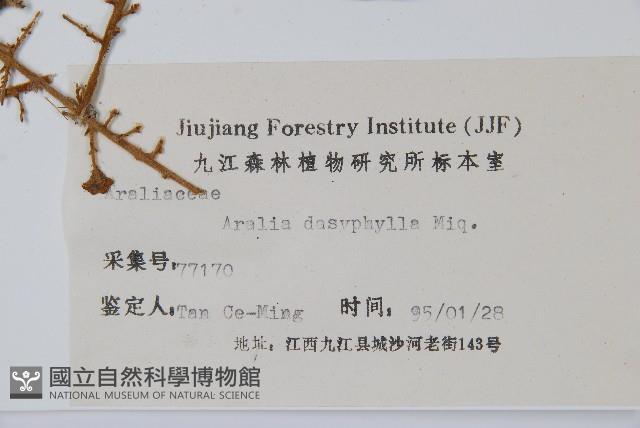 Jiujiang Forestry Institute (JJF)
九江森林植物研究所标本室
Araliaceae
Aralia dasyphylla Miq.
采集号:77170
鉴定人:Tan Ce-Ming 时间: 95/01/28
地址: 江西九江县城沙河老街143号
國立自然科學博物館
NATIONAL MUSEUM OF NATURAL SCIENCE